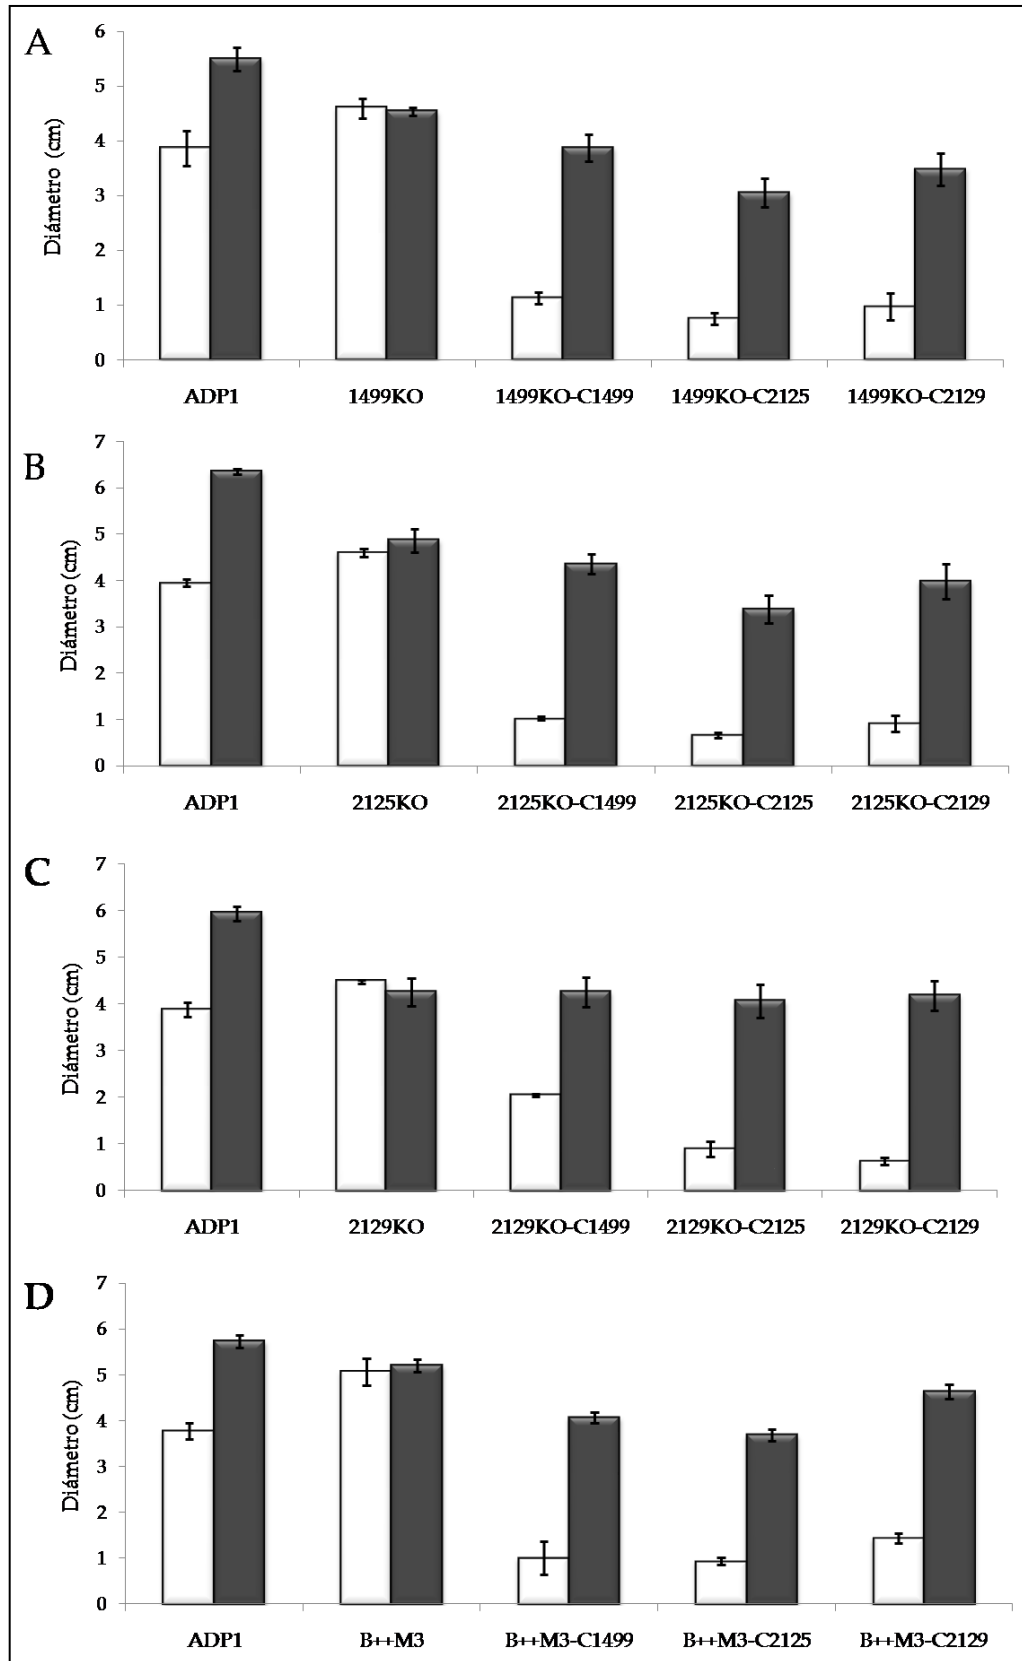 A
Diámetro (cm)
6
5
4
3
2
1
0
ADP1 1499KO 1499KO-C1499 1499KO-C2125 1499KO-C2129
B
Diámetro (cm)
7
6
5
4
3
2
1
0
ADP1 2125KO 2125KO-C1499 2125KO-C2125 2125KO-C2129
C
Diámetro (cm)
7
6
5
4
3
2
1
0
ADP1 2129KO 2129KO-C1499 2129KO-C2125 2129KO-C2129
D
Diámetro (cm)
7
6
5
4
3
2
1
0
ADP1 B++M3 B++M3-C1499 B++M3-C2125 B++M3-C2129